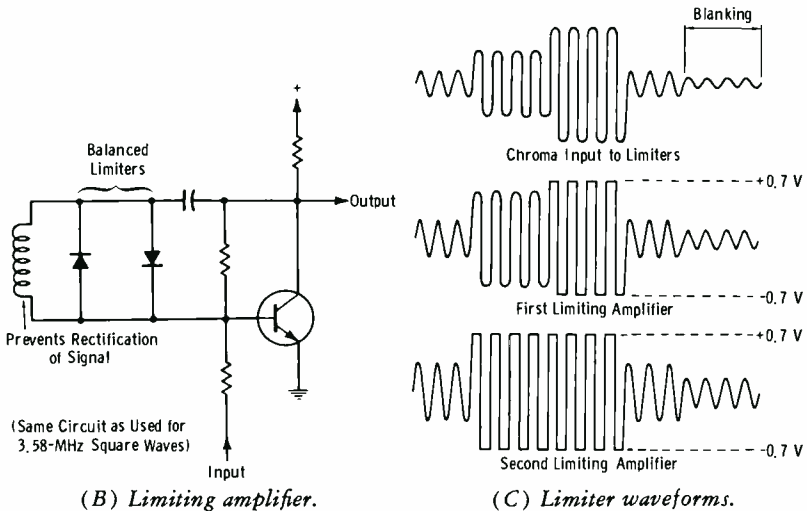 +
Balanced
Limiters
Output
Prevents Rectification
of Signal
(Same Circuit as Used for
3.58-MHz Square Waves)
Input
(B) Limiting amplifier.
Blanking
Chroma Input to Limiters
+0.7 V
First Limiting Amplifier
-0.7 V
+0.7 V
Second Limiting Amplifier
-0.7 V
(C) Limiter waveforms.